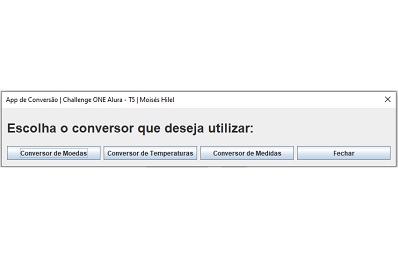 App de Conversão | Challenge ONE Alura - T5 | Moisés Hilel
Escolha o conversor que deseja utilizar:
Conversor de Moedas Conversor de Temperaturas Conversor de Medidas Fechar